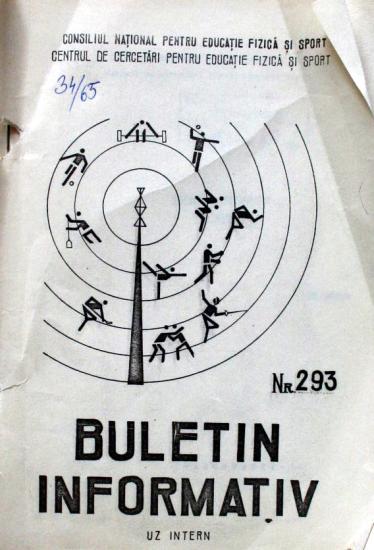 CONSILIUL NAȚIONAL PENTRU EDUCAȚIE FIZICĂ ȘI SPORT
CENTRUL DE CERCETĂRI PENTRU EDUCAȚIE FIZICĂ ȘI SPORT
34/65
NR. 293
BULETIN
INFORMATIV
UZ INTERN